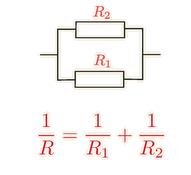 R₂
R₁
1/R = 1/R₁ + 1/R₂